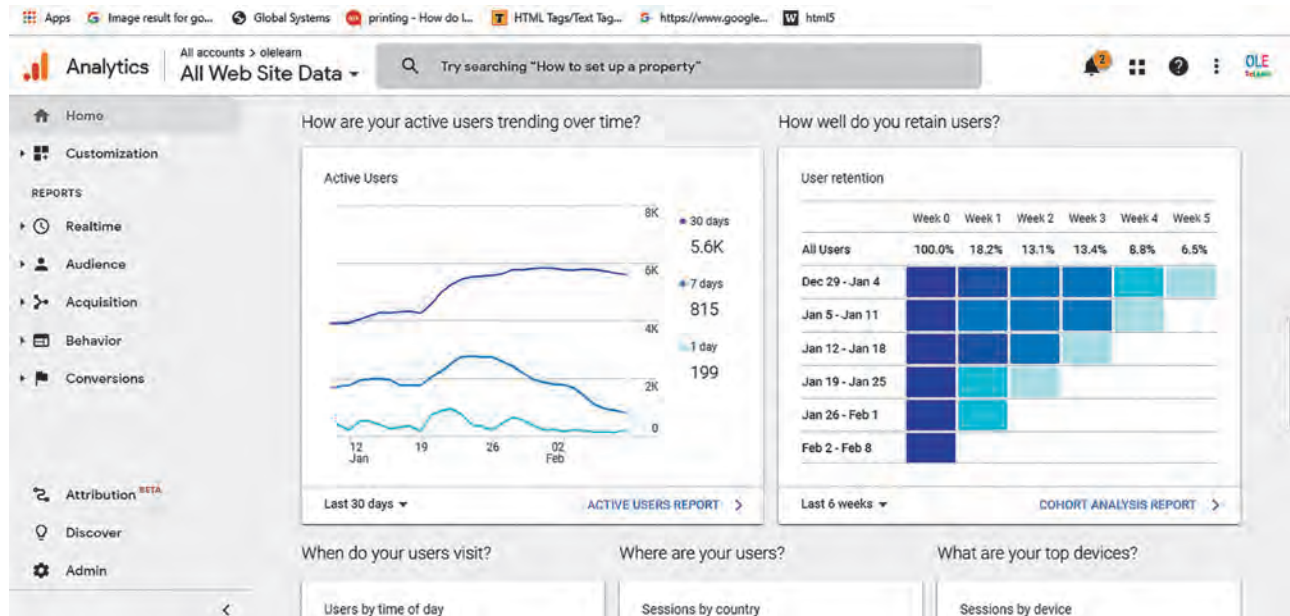 Apps Image result for go... Global Systems printing - How do I... HTML Tags/Text Tag... https://www.google... html5
All accounts > olelearn
Analytics All Web Site Data
Try searching "How to set up a property"
2
OLE
Home
Customization
REPORTS
Realtime
Audience
Acquisition
Behavior
Conversions
Attribution BETA
Discover
Admin
How are your active users trending over time?
Active Users
8K
6K
4K
2K
0
12 19 26 02
Jan Feb
30 days
5.6K
7 days
815
1 day
199
Last 30 days ACTIVE USERS REPORT
How well do you retain users?
User retention
Week 0 Week 1 Week 2 Week 3 Week 4 Week 5
All Users 100.0% 18.2% 13.1% 13.4% 8.8% 6.5%
Dec 29 - Jan 4
Jan 5 - Jan 11
Jan 12 - Jan 18
Jan 19 - Jan 25
Jan 26 - Feb 1
Feb 2 - Feb 8
Last 6 weeks COHORT ANALYSIS REPORT
When do your users visit?
Users by time of day
Where are your users?
Sessions by country
What are your top devices?
Sessions by device